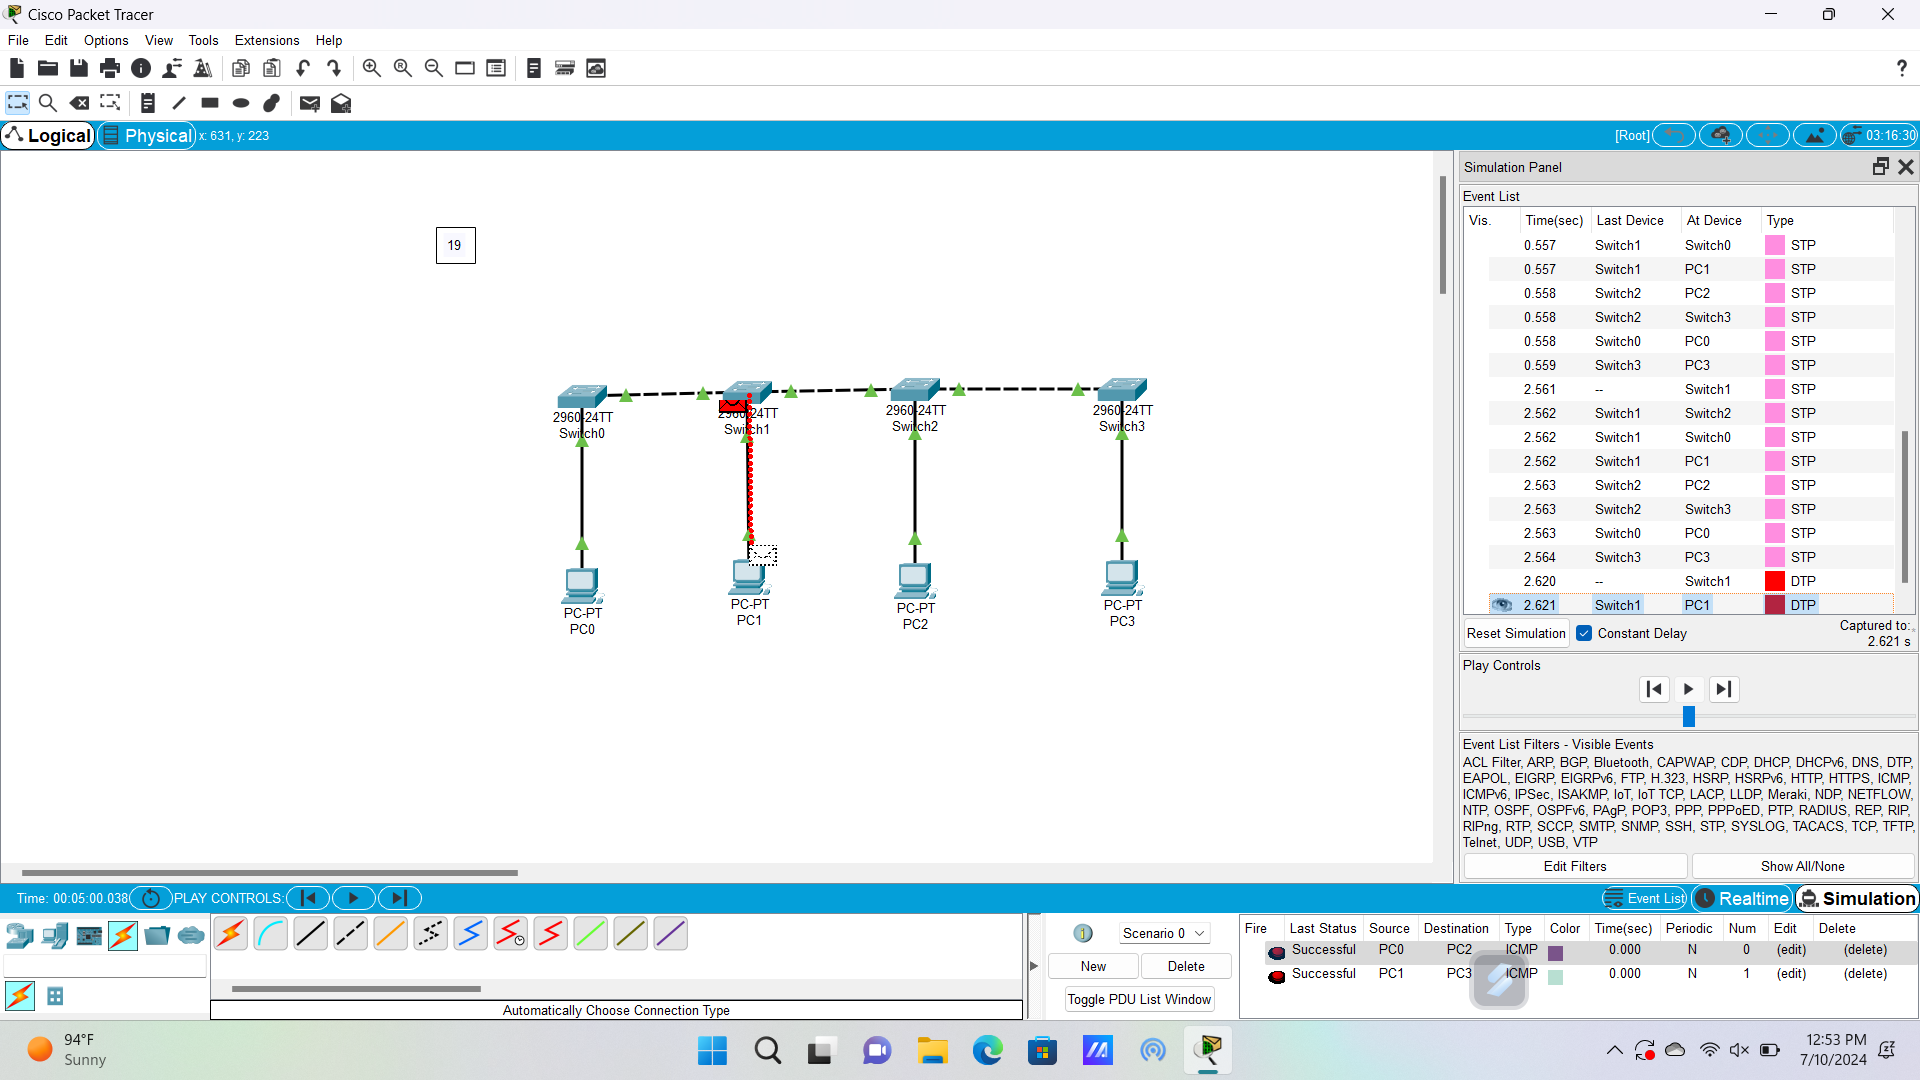 Cisco Packet Tracer
File Edit Options View Tools Extensions Help
?
Logical Physical x: 631, y: 223 [Root] 03:16:30
19
2960-24TT
Switch0
2960-24TT
Switch1
2960-24TT
Switch2
2960-24TT
Switch3
PC-PT
PC0
PC-PT
PC1
PC-PT
PC2
PC-PT
PC3
Simulation Panel
Event List
Vis. Time(sec) Last Device At Device Type
0.557 Switch1 Switch0 STP
0.557 Switch1 PC1 STP
0.558 Switch2 PC2 STP
0.558 Switch2 Switch3 STP
0.558 Switch0 PC0 STP
0.559 Switch3 PC3 STP
2.561 -- Switch1 STP
2.562 Switch1 Switch2 STP
2.562 Switch1 Switch0 STP
2.562 Switch1 PC1 STP
2.563 Switch2 PC2 STP
2.563 Switch2 Switch3 STP
2.563 Switch0 PC0 STP
2.564 Switch3 PC3 STP
2.620 -- Switch1 DTP
2.621 Switch1 PC1 DTP
Reset Simulation Constant Delay Captured to:
2.621 s
Play Controls
Event List Filters - Visible Events
ACL Filter, ARP, BGP, Bluetooth, CAPWAP, CDP, DHCP, DHCPv6, DNS, DTP,
EAPOL, EIGRP, EIGRPv6, FTP, H.323, HSRP, HSRPv6, HTTP, HTTPS, ICMP,
ICMPv6, IPSec, ISAKMP, IoT, IoT TCP, LACP, LLDP, Meraki, NDP, NETFLOW,
NTP, OSPF, OSPFv6, PAgP, POP3, PPP, PPPoED, PTP, RADIUS, REP, RIP,
RIPng, RTP, SCCP, SMTP, SNMP, SSH, STP, SYSLOG, TACACS, TCP, TFTP,
Telnet, UDP, USB, VTP
Edit Filters Show All/None
Time: 00:05:00.038 PLAY CONTROLS: Event List Realtime Simulation
Automatically Choose Connection Type
1 Scenario 0
New Delete
Toggle PDU List Window
Fire Last Status Source Destination Type Color Time(sec) Periodic Num Edit Delete
Successful PC0 PC2 ICMP 0.000 N 0 (edit) (delete)
Successful PC1 PC3 ICMP 0.000 N 1 (edit) (delete)
94°F
Sunny
12:53 PM
7/10/2024